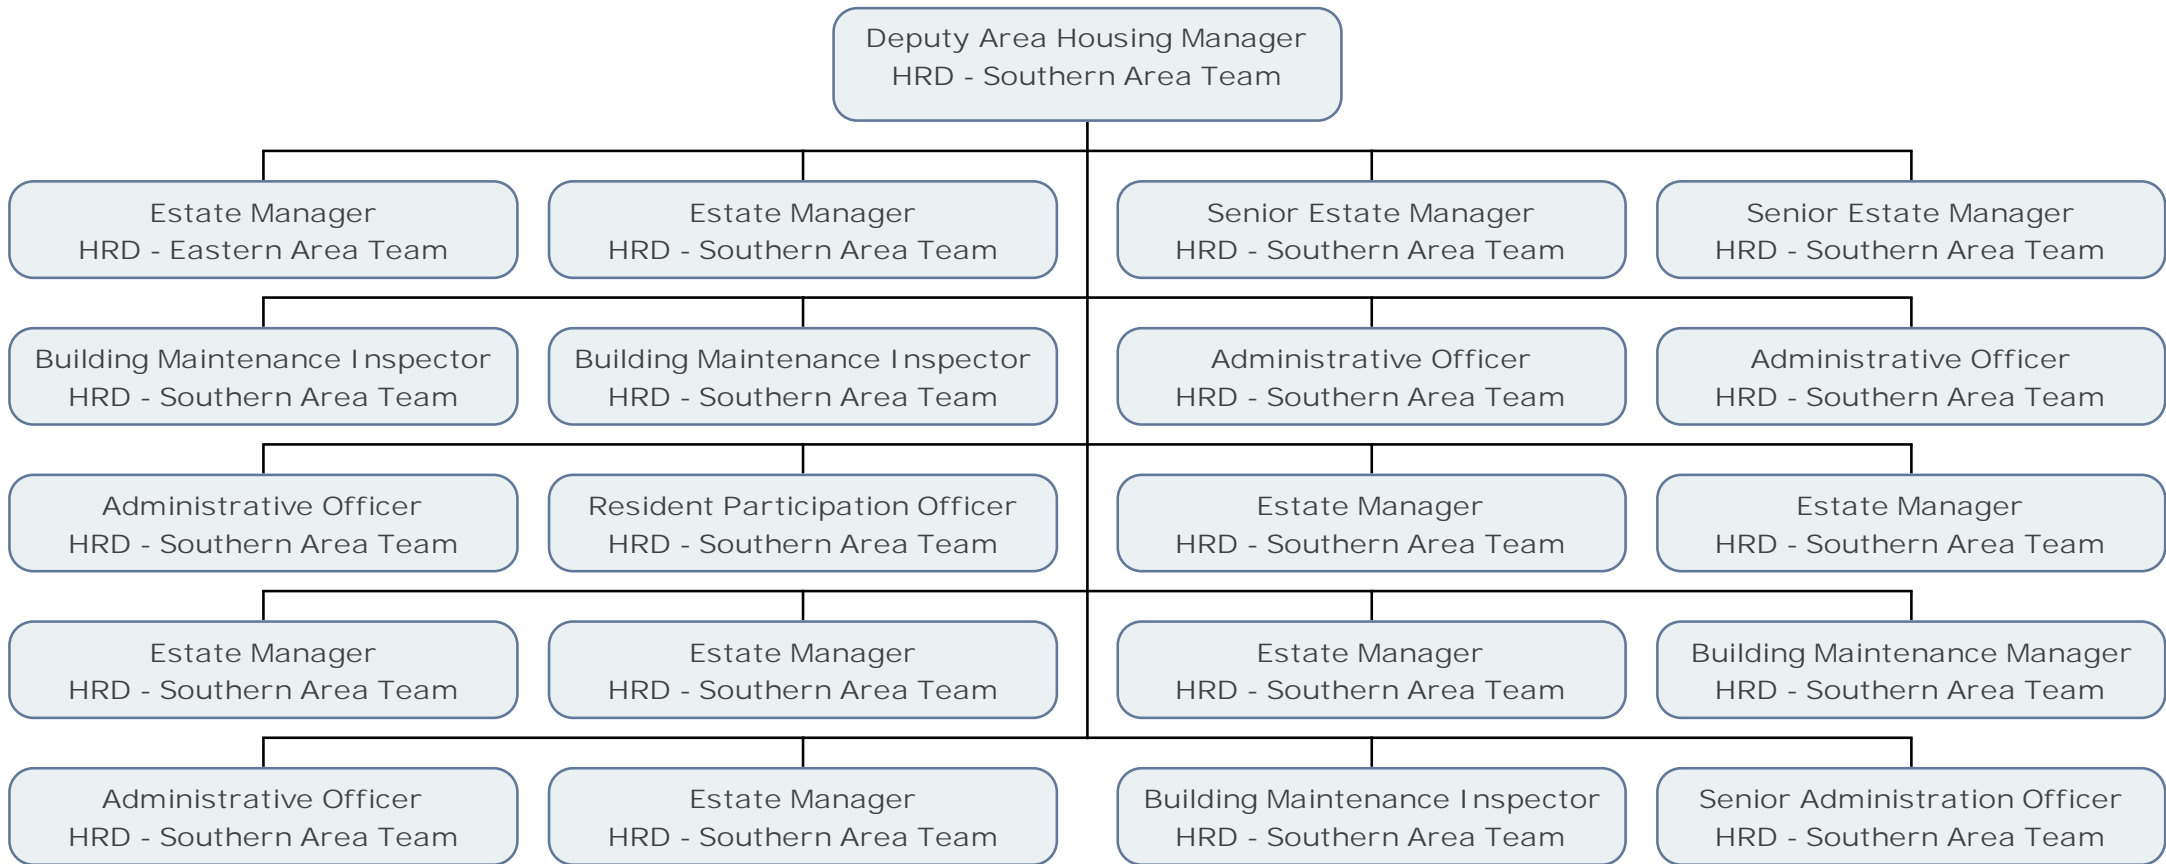 Deputy Area Housing Manager
HRD - Southern Area Team
Estate Manager
HRD - Eastern Area Team
Estate Manager
HRD - Southern Area Team
Senior Estate Manager
HRD - Southern Area Team
Senior Estate Manager
HRD - Southern Area Team
Building Maintenance Inspector
HRD - Southern Area Team
Building Maintenance Inspector
HRD - Southern Area Team
Administrative Officer
HRD - Southern Area Team
Administrative Officer
HRD - Southern Area Team
Administrative Officer
HRD - Southern Area Team
Resident Participation Officer
HRD - Southern Area Team
Estate Manager
HRD - Southern Area Team
Estate Manager
HRD - Southern Area Team
Estate Manager
HRD - Southern Area Team
Estate Manager
HRD - Southern Area Team
Estate Manager
HRD - Southern Area Team
Building Maintenance Manager
HRD - Southern Area Team
Administrative Officer
HRD - Southern Area Team
Estate Manager
HRD - Southern Area Team
Building Maintenance Inspector
HRD - Southern Area Team
Senior Administration Officer
HRD - Southern Area Team